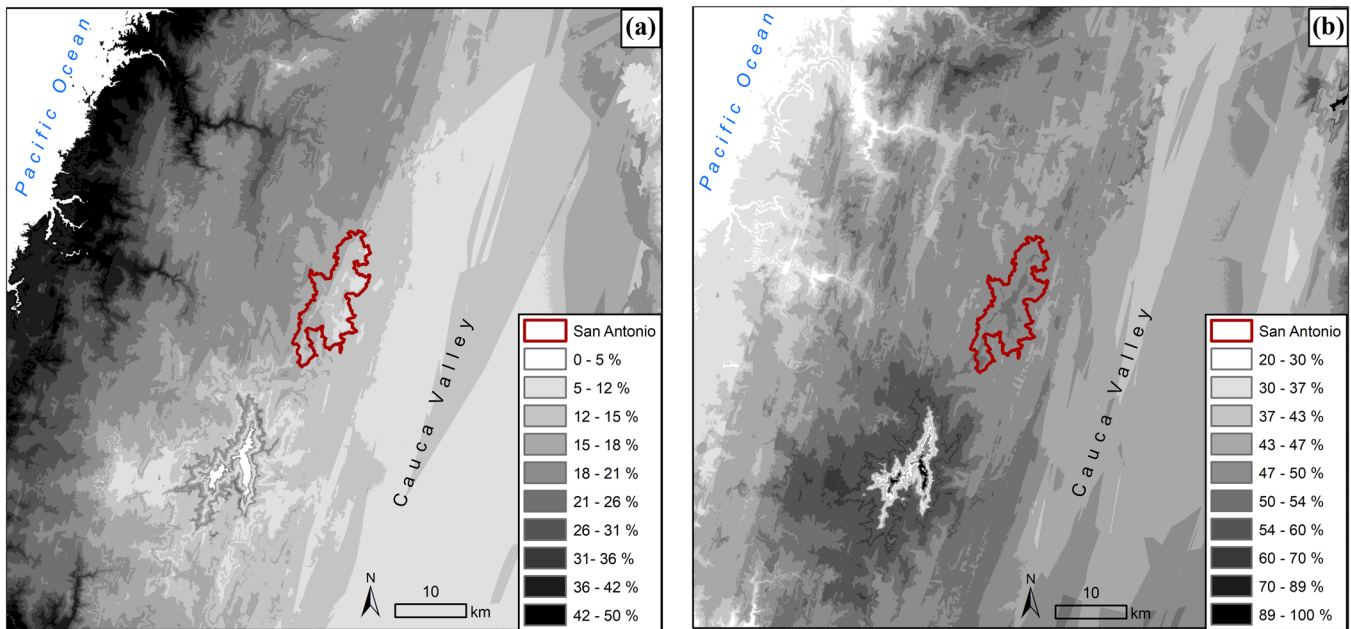 (a)
Pacific Ocean
Cauca Valley
San Antonio
0 - 5 %
5 - 12 %
12 - 15 %
15 - 18 %
18 - 21 %
21 - 26 %
26 - 31 %
31- 36 %
36 - 42 %
42 - 50 %
N
10
km
(b)
Pacific Ocean
Cauca Valley
San Antonio
20 - 30 %
30 - 37 %
37 - 43 %
43 - 47 %
47 - 50 %
50 - 54 %
54 - 60 %
60 - 70 %
70 - 89 %
89 - 100 %
N
10
km